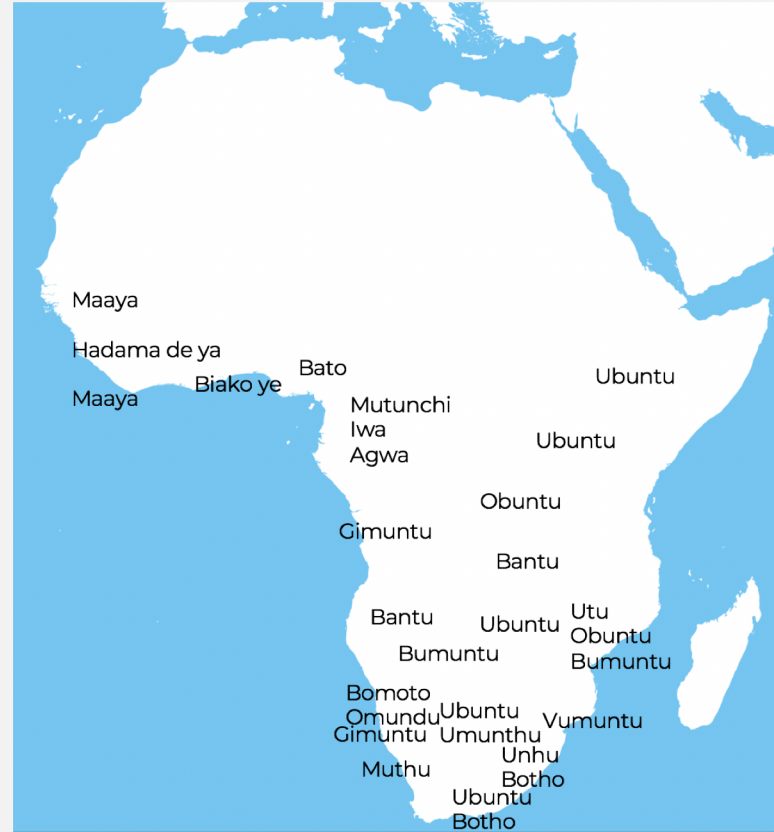 Maaya
Hadama de ya
Bato
Ubuntu
Biako ye
Maaya
Mutunchi
Iwa
Agwa
Ubuntu
Obuntu
Gimuntu
Bantu
Utu
Bantu
Ubuntu
Obuntu
Bumuntu
Bumuntu
Bomoto
Omundu
Ubuntu
Vumuntu
Gimuntu
Umunthu
Unhu
Muthu
Botho
Ubuntu
Botho